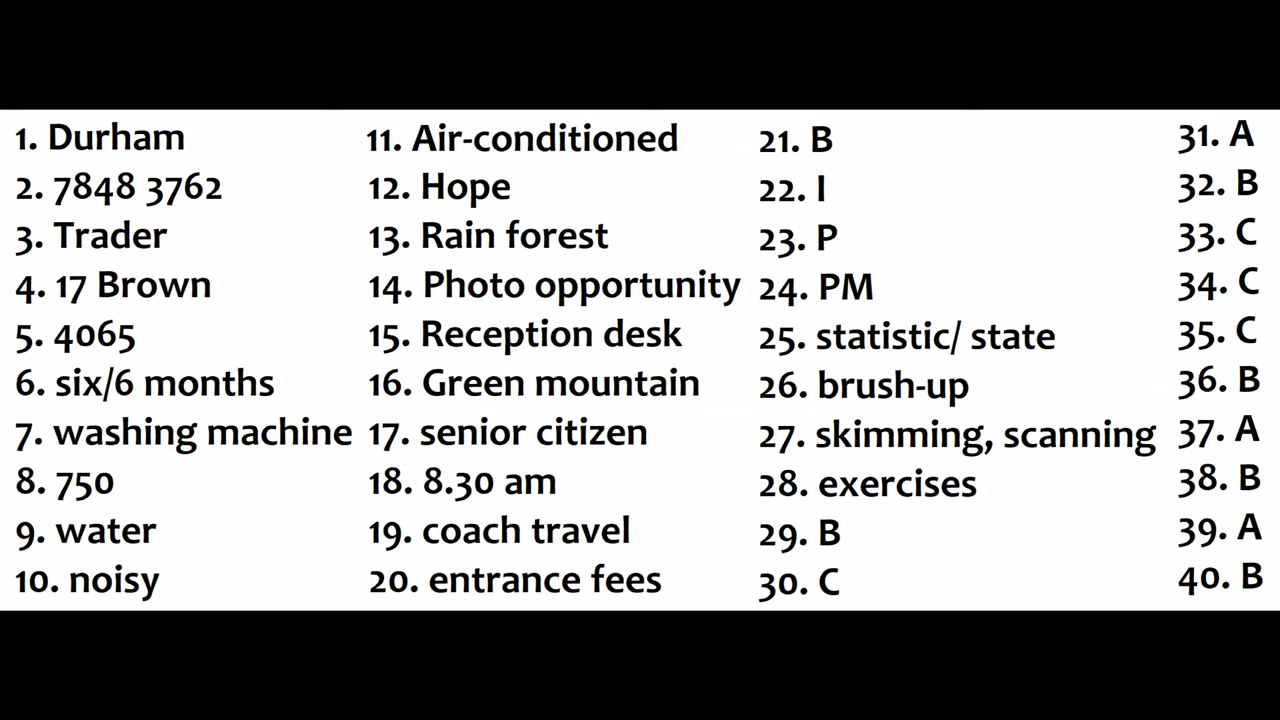 1. Durham
2. 7848 3762
3. Trader
4. 17 Brown
5. 4065
6. six/6 months
7. washing machine
8. 750
9. water
10. noisy
11. Air-conditioned
12. Hope
13. Rain forest
14. Photo opportunity
15. Reception desk
16. Green mountain
17. senior citizen
18. 8.30 am
19. coach travel
20. entrance fees
21. B
22. I
23. P
24. PM
25. statistic/ state
26. brush-up
27. skimming, scanning
28. exercises
29. B
30. C
31. A
32. B
33. C
34. C
35. C
36. B
37. A
38. B
39. A
40. B